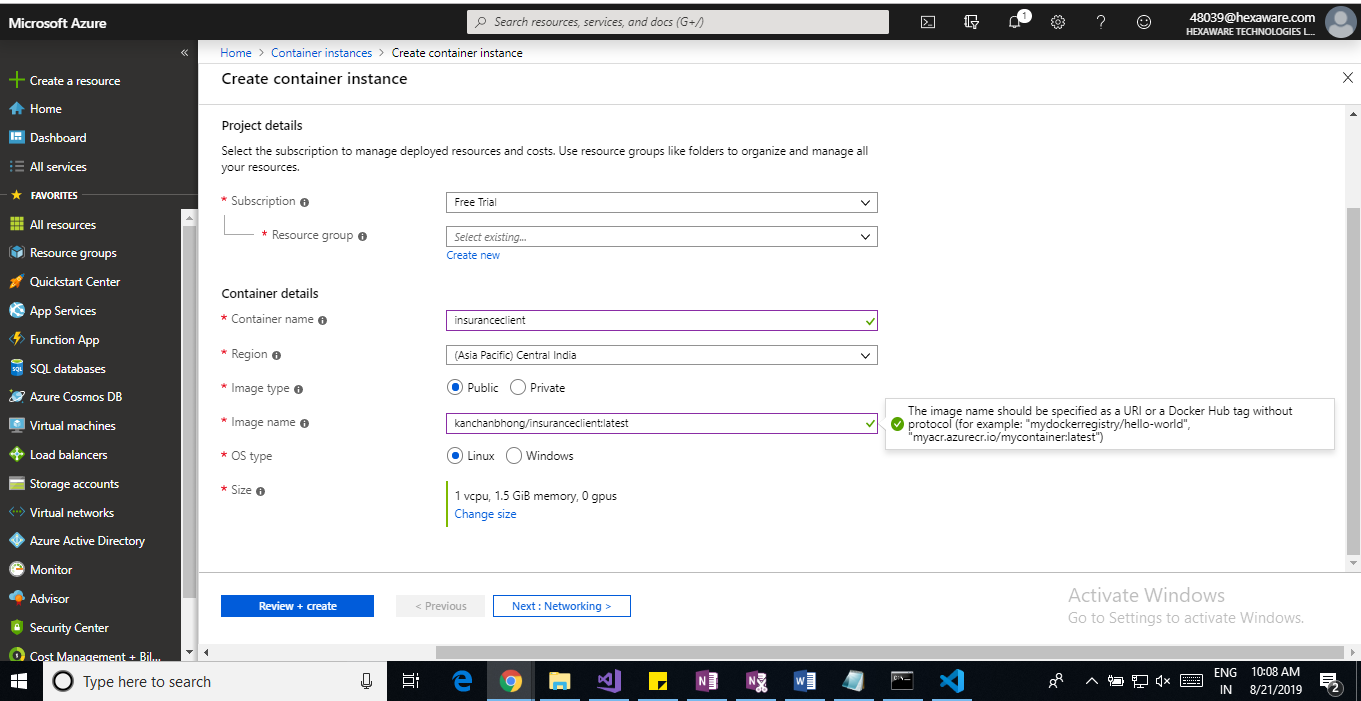 Microsoft Azure
Search resources, services, and docs (G+/)
1
48039@hexaware.com
HEXAWARE TECHNOLOGIES L...
«
Home > Container instances > Create container instance
Create container instance
Create a resource
Home
Dashboard
All services
FAVORITES
All resources
Resource groups
Quickstart Center
App Services
Function App
SQL databases
Azure Cosmos DB
Virtual machines
Load balancers
Storage accounts
Virtual networks
Azure Active Directory
Monitor
Advisor
Security Center
Cost Management + Bil...
Project details
Select the subscription to manage deployed resources and costs. Use resource groups like folders to organize and manage all
your resources.
* Subscription
Free Trial
* Resource group
Select existing...
Create new
Container details
* Container name
insuranceclient
* Region
(Asia Pacific) Central India
* Image type
Public Private
* Image name
kanchanbhong/insuranceclient:latest
The image name should be specified as a URI or a Docker Hub tag without
protocol (for example: "mydockerregistry/hello-world",
"myacr.azurecr.io/mycontainer:latest")
* OS type
Linux Windows
* Size
1 vcpu, 1.5 GiB memory, 0 gpus
Change size
Review + create
< Previous
Next : Networking >
Activate Windows
Go to Settings to activate Windows.
Type here to search
ENG
IN
10:08 AM
8/21/2019
2